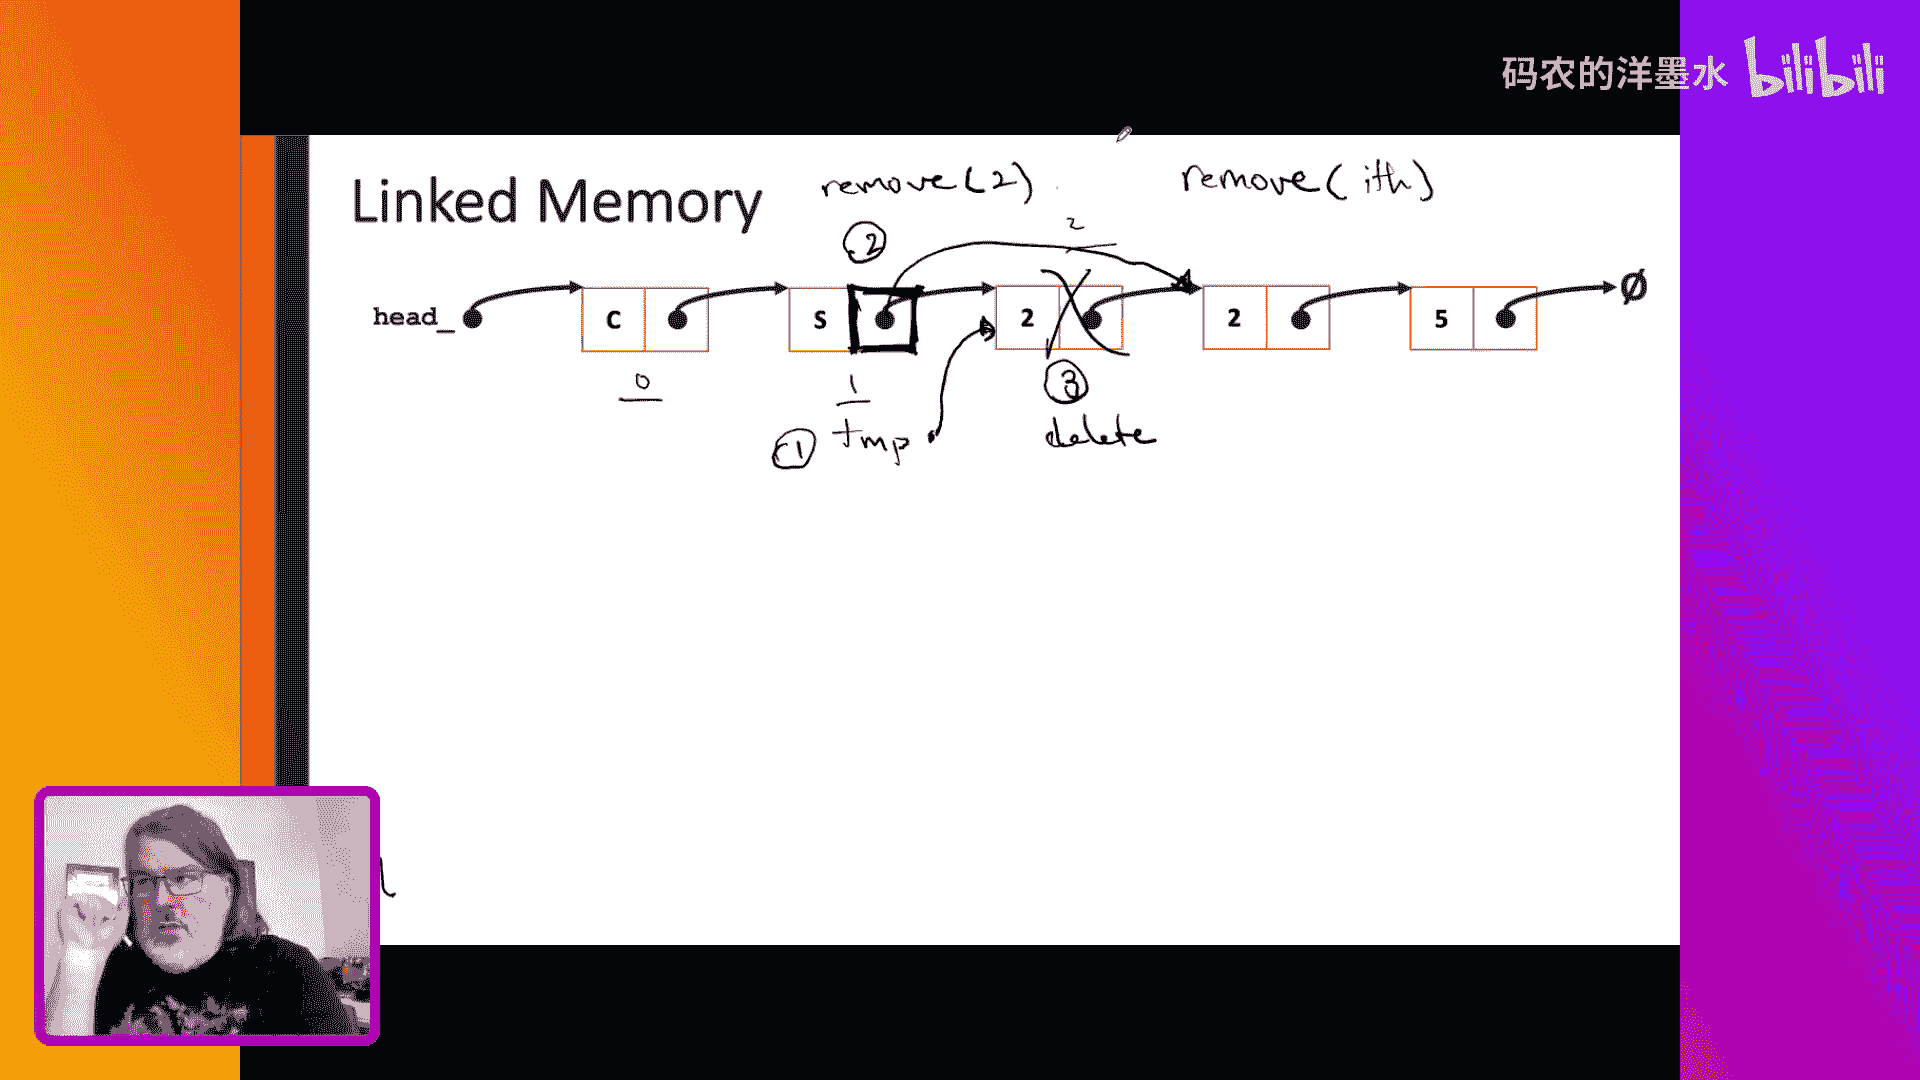 码农的洋墨水 bilibili
Linked Memory
remove(2)
remove(ith)
2
2
head_ C S 2 2 5 Ø
0
1
3
1 tmp
delete